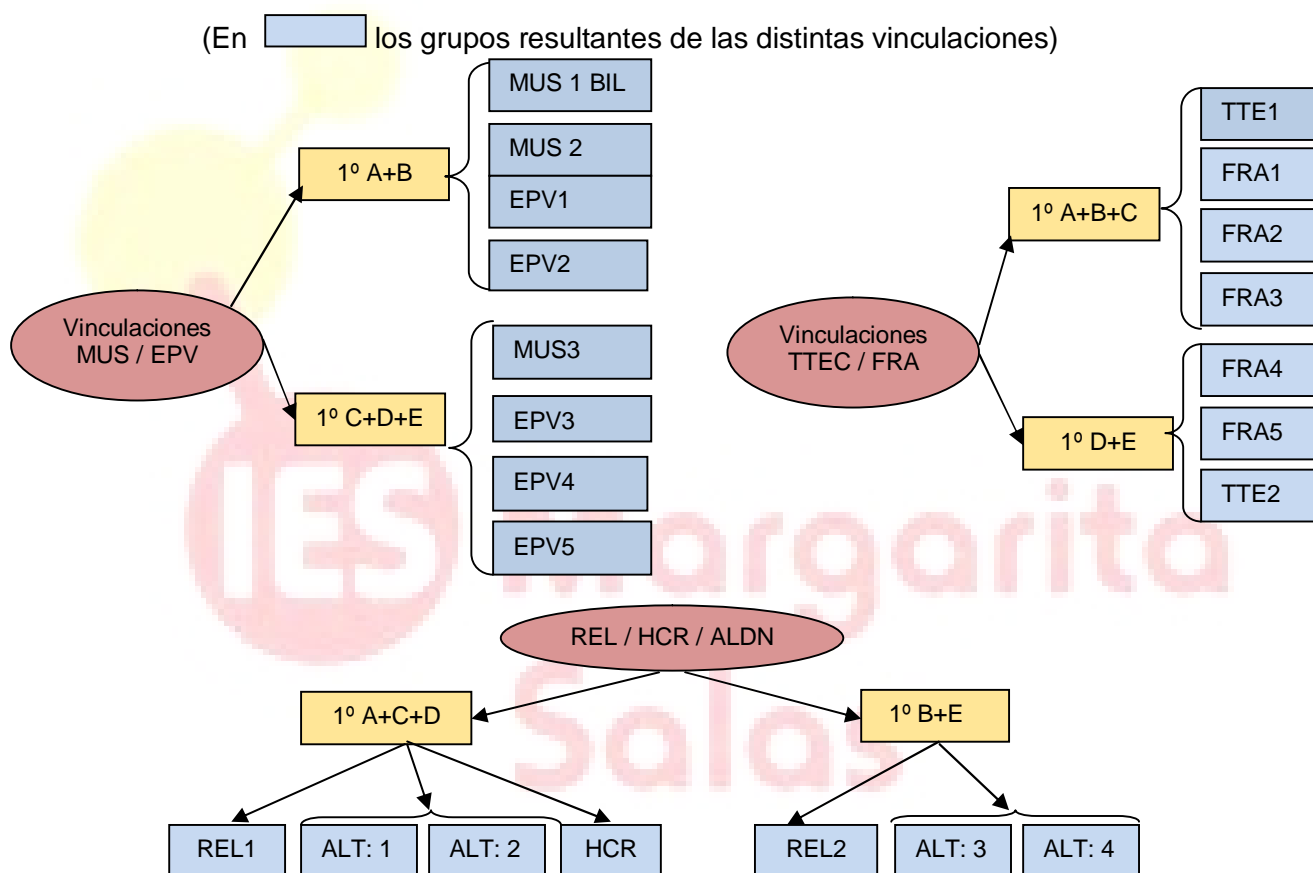 (En los grupos resultantes de las distintas vinculaciones)
Vinculaciones
MUS / EPV
1º A+B
MUS 1 BIL
MUS 2
EPV1
EPV2
1º C+D+E
MUS3
EPV3
EPV4
EPV5
Vinculaciones
TTEC / FRA
1º A+B+C
TTE1
FRA1
FRA2
FRA3
1º D+E
FRA4
FRA5
TTE2
IES Margarita
Salas
REL / HCR / ALDN
1º A+C+D
REL1
ALT: 1
ALT: 2
HCR
1º B+E
REL2
ALT: 3
ALT: 4